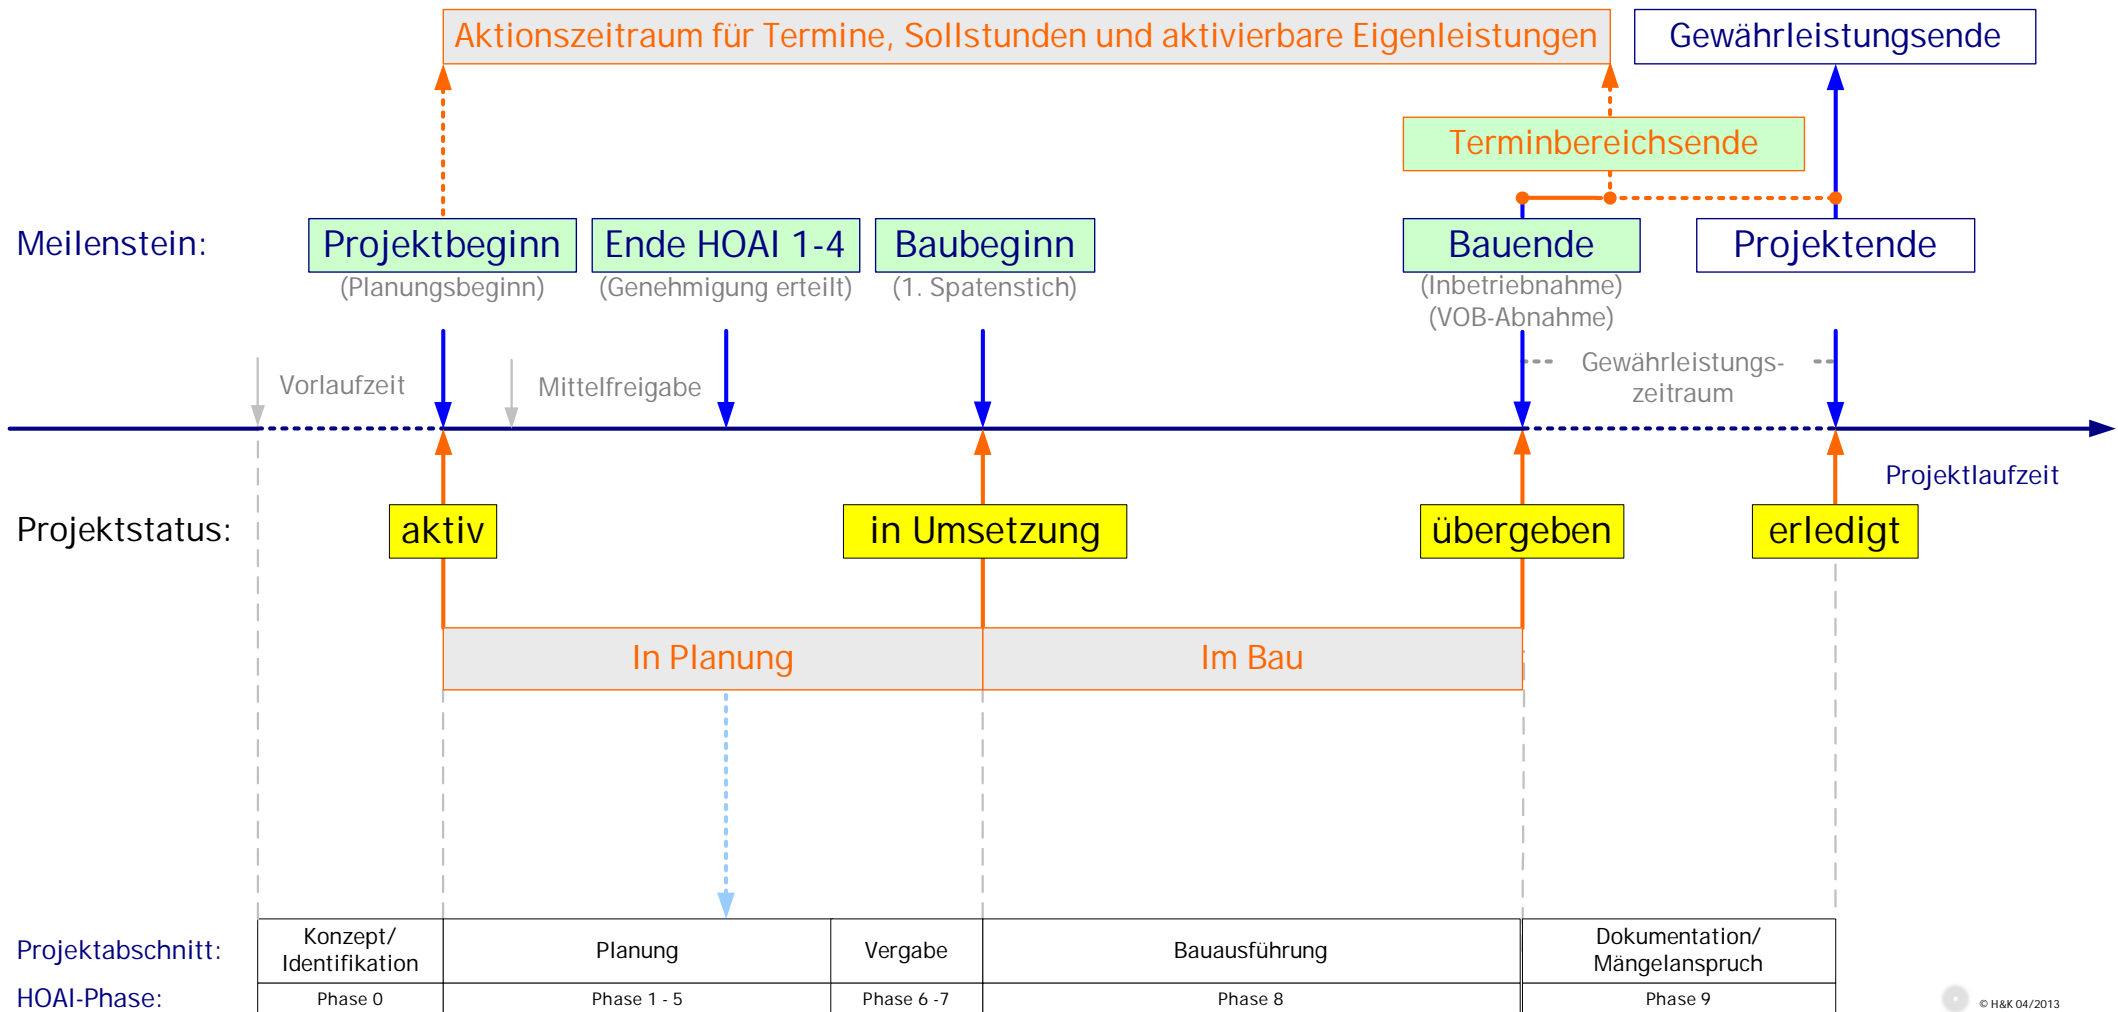 Aktionszeitraum für Termine, Sollstunden und aktivierbare Eigenleistungen
Gewährleistungsende
Terminbereichsende
Meilenstein:
Projektbeginn
(Planungsbeginn)
Ende HOAI 1-4
(Genehmigung erteilt)
Baubeginn
(1. Spatenstich)
Bauende
(Inbetriebnahme)
(VOB-Abnahme)
Projektende
Vorlaufzeit
Mittelfreigabe
Gewährleistungs-
zeitraum
Projektlaufzeit
Projektstatus:
aktiv
in Umsetzung
übergeben
erledigt
In Planung
Im Bau
Projektabschnitt:
Konzept/
Identifikation
Planung
Vergabe
Bauausführung
Dokumentation/
Mängelanspruch
HOAI-Phase:
Phase 0
Phase 1 - 5
Phase 6 -7
Phase 8
Phase 9
© H&K 04/2013